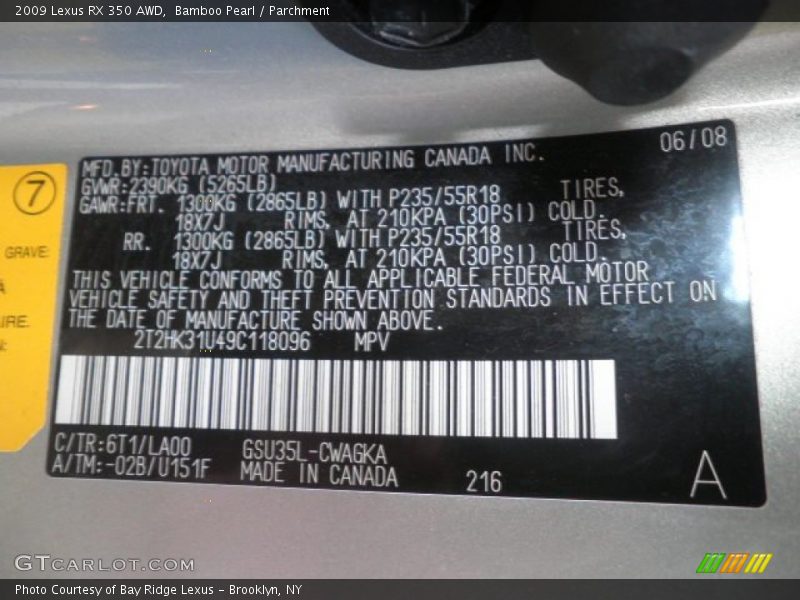 2009 Lexus RX 350 AWD, Bamboo Pearl / Parchment
7
GRAVE
MFD. BY: TOYOTA MOTOR MANUFACTURING CANADA INC. 06/08
GVWR: 2390KG (5265LB)
GAWR: FRT. 1300KG (2865LB) WITH P235/55R18 TIRES,
18X7J RIMS, AT 210KPA (30PSI) COLD.
RR. 1300KG (2865LB) WITH P235/55R18 TIRES,
18X7J RIMS, AT 210KPA (30PSI) COLD.
THIS VEHICLE CONFORMS TO ALL APPLICABLE FEDERAL MOTOR
VEHICLE SAFETY AND THEFT PREVENTION STANDARDS IN EFFECT ON
THE DATE OF MANUFACTURE SHOWN ABOVE.
2T2HK31U49C118096 MPV
C/TR: 6T1/LA00 GSU35L-CWAGKA
A/TM: -02B/U151F MADE IN CANADA 216 A
GTCARLOT.COM
Photo Courtesy of Bay Ridge Lexus - Brooklyn, NY